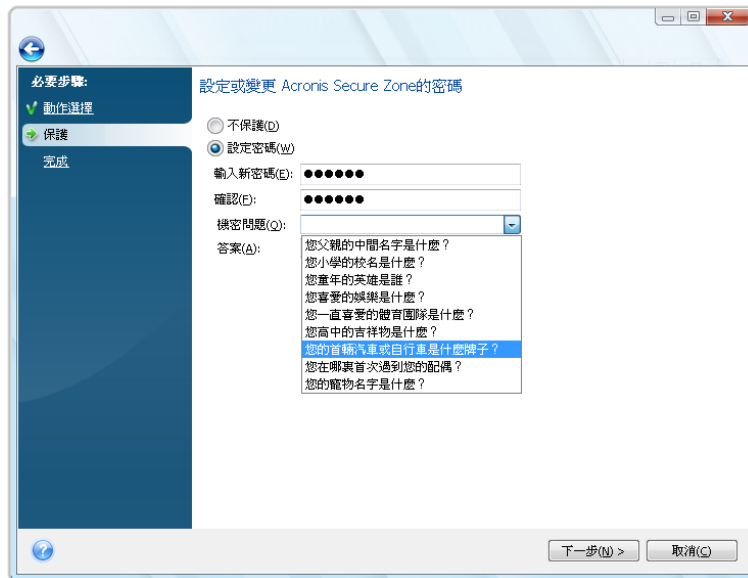 必要步驟:
動作選擇
保護
完成
設定或變更 Acronis Secure Zone的密碼
不保護(D)
設定密碼(W)
輸入新密碼(E): ●●●●●●
確認(F): ●●●●●●
機密問題(Q):
答案(A):
您父親的中間名字是什麼？
您小學的校名是什麼？
您童年的英雄是誰？
您喜愛的娛樂是什麼？
您一直喜愛的體育團隊是什麼？
您高中的吉祥物是什麼？
您的首輛汽車或自行車是什麼牌子？
您在哪裏首次遇到您的配偶？
您的寵物名字是什麼？
下一步(N) >
取消(C)